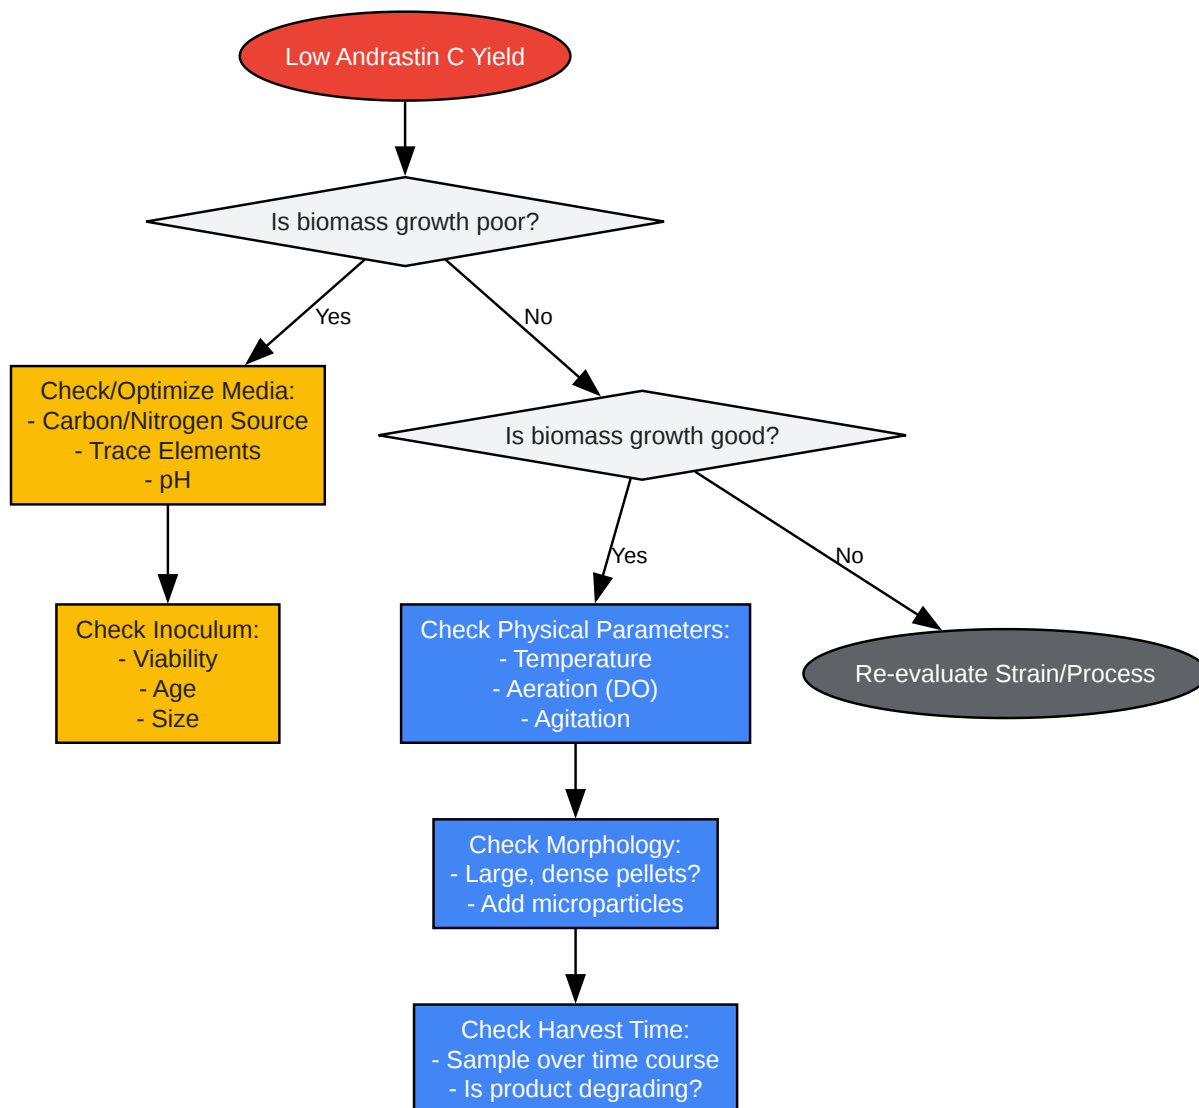 Low Andrastin C Yield
Is biomass growth poor?
Yes
No
Check/Optimize Media:
- Carbon/Nitrogen Source
- Trace Elements
- pH
Is biomass growth good?
Yes
No
Check Inoculum:
- Viability
- Age
- Size
Check Physical Parameters:
- Temperature
- Aeration (DO)
- Agitation
Re-evaluate Strain/Process
Check Morphology:
- Large, dense pellets?
- Add microparticles
Check Harvest Time:
- Sample over time course
- Is product degrading?